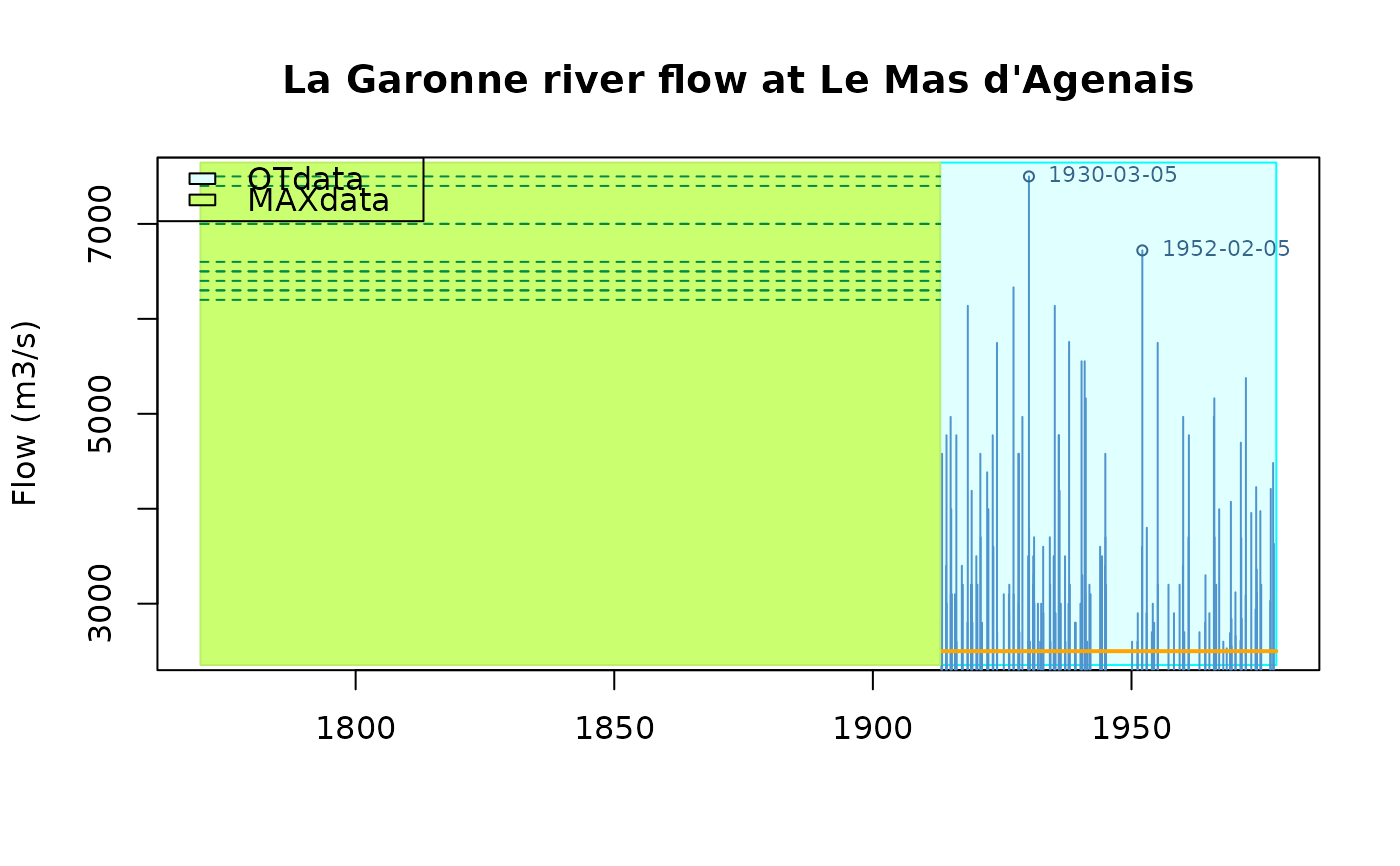 La Garonne river flow at Le Mas d'Agenais
OTdata
MAXdata
1930-03-05
1952-02-05
Flow (m3/s)
7000
5000
3000
1800 1850 1900 1950